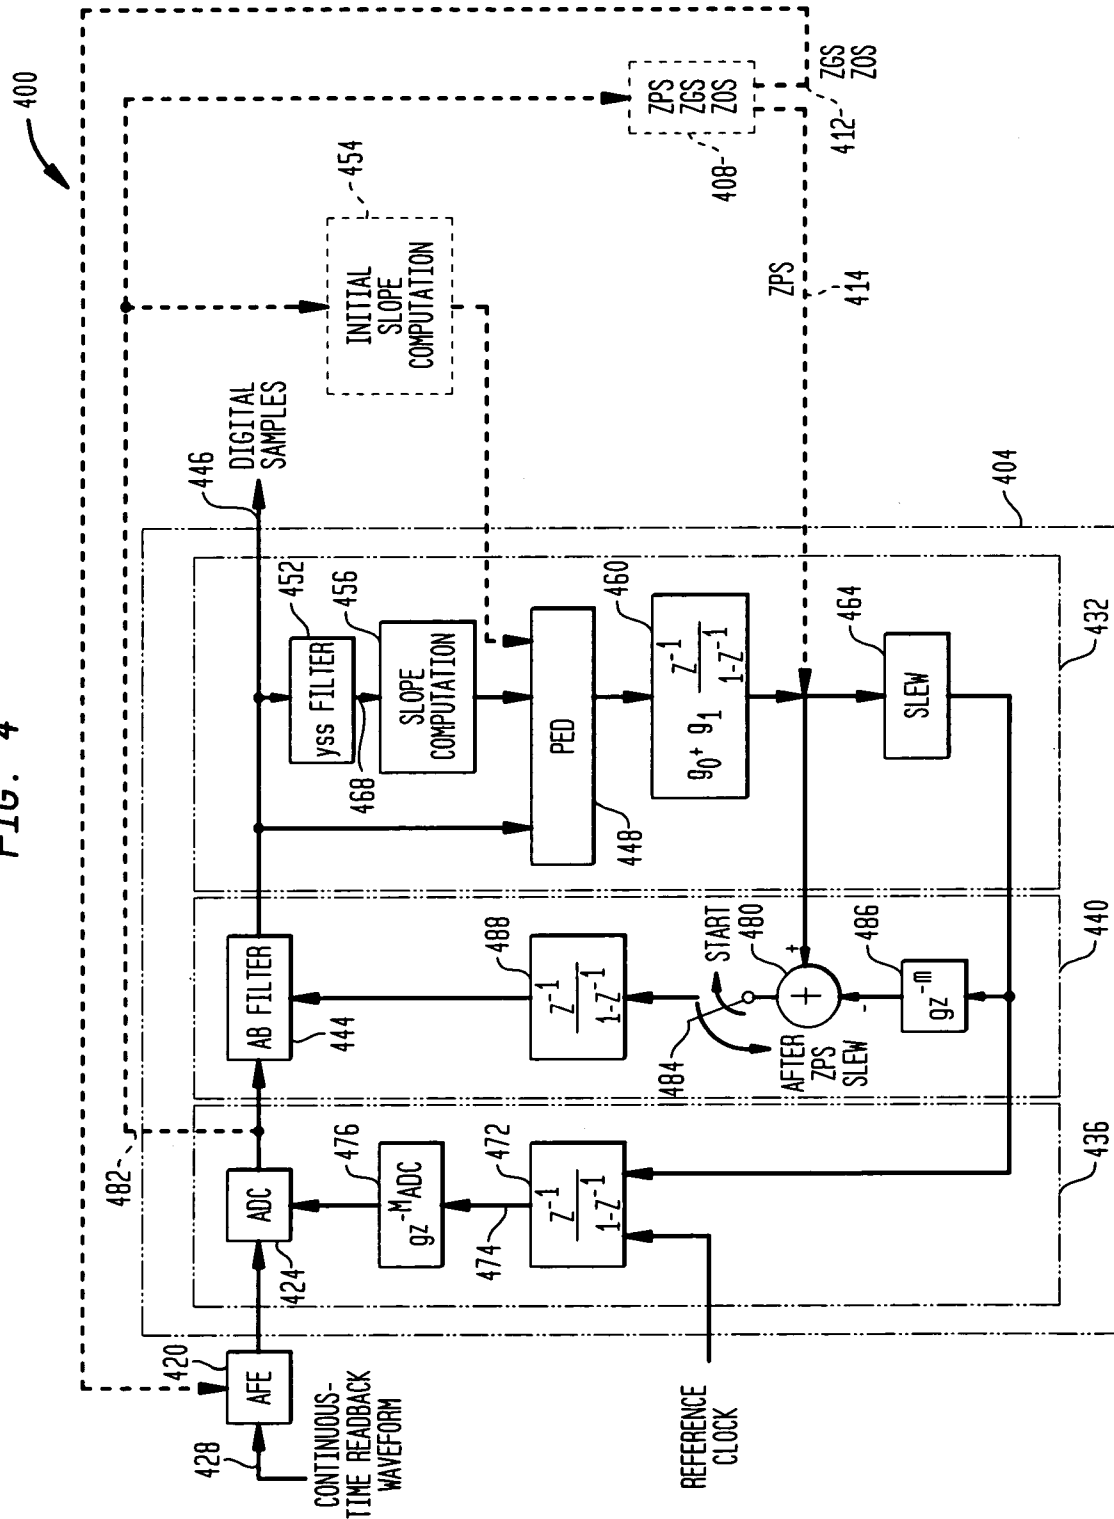 FIG. 4
400
482
428
420
AFE
CONTINUOUS-
TIME READBACK
WAVEFORM
ADC
424
AB FILTER
444
446
DIGITAL
SAMPLES
INITIAL
SLOPE
COMPUTATION
454
ZPS
ZGS
ZOS
408
412
ZGS
ZOS
ZPS
414
476
gz^-M_ADC
474
472
z^-1
1-z^-1
REFERENCE
CLOCK
436
488
z^-1
1-z^-1
484
START
AFTER
ZPS
SLEW
480
+
+
-
486
gz^-m
440
452
yss FILTER
468
456
SLOPE
COMPUTATION
PED
448
460
g0+ g1
z^-1
1-z^-1
464
SLEW
432
404